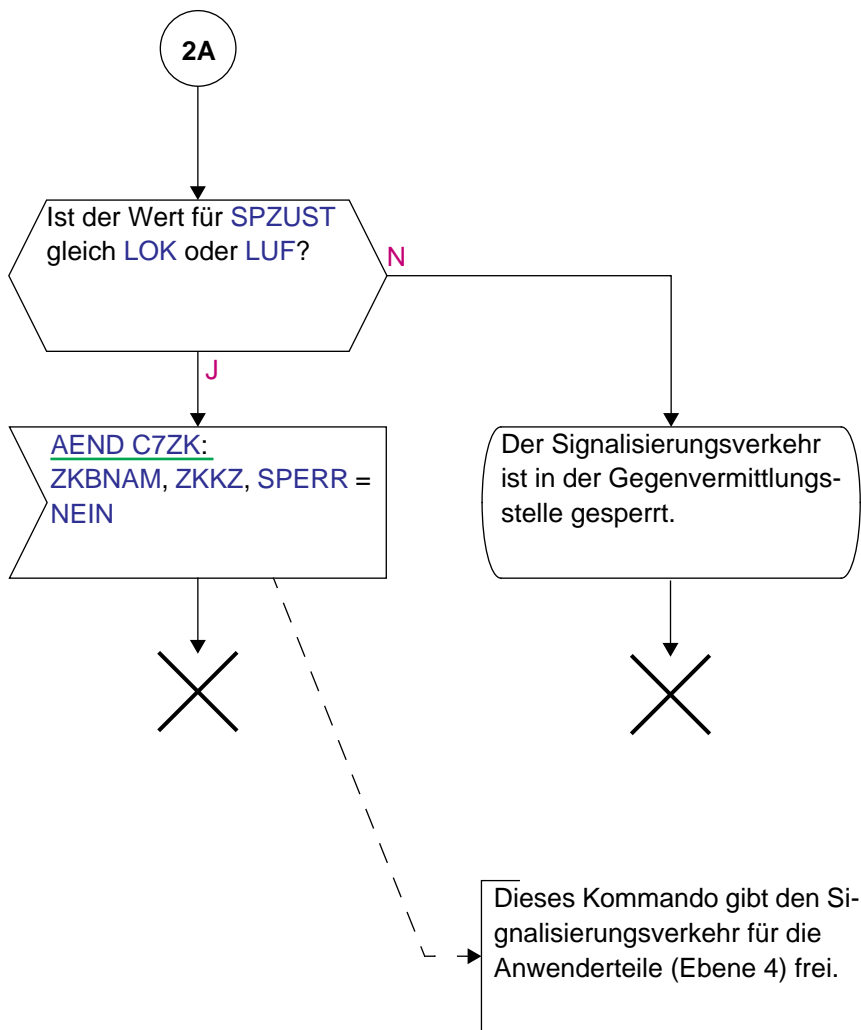 2A
Ist der Wert für SPZUST
gleich LOK oder LUF?
N
J
AEND C7ZK:
ZKBNAM, ZKKZ, SPERR =
NEIN
Der Signalisierungsverkehr
ist in der Gegenvermittlungs-
stelle gesperrt.
Dieses Kommando gibt den Si-
gnalisierungsverkehr für die
Anwenderteile (Ebene 4) frei.